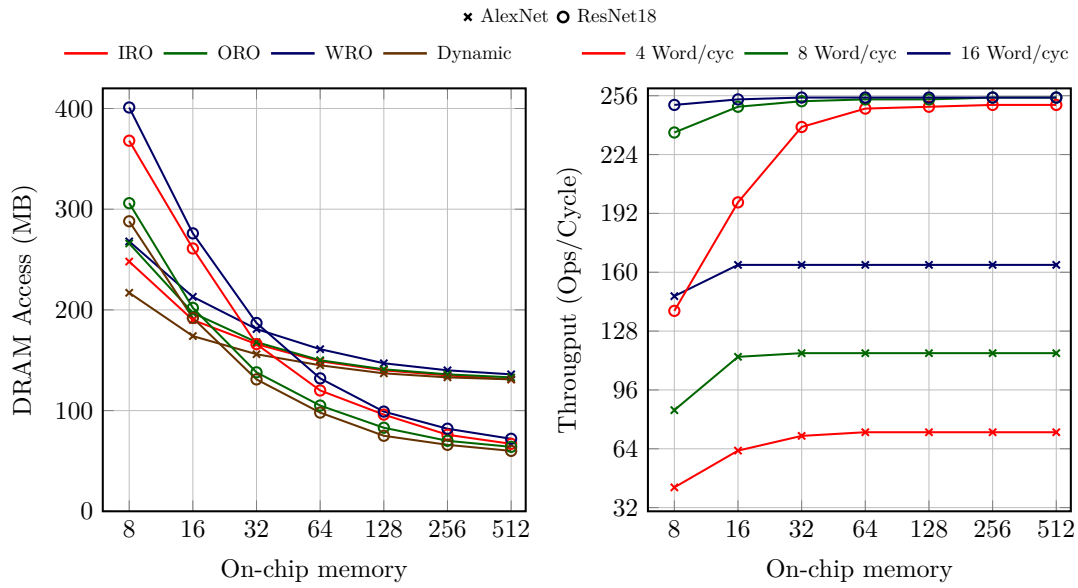 AlexNet ResNet18
IRO ORO WRO Dynamic
4 Word/cyc 8 Word/cyc 16 Word/cyc
DRAM Access (MB)
400
300
200
100
0
8 16 32 64 128 256 512
On-chip memory
Througput (Ops/Cycle)
256
224
192
160
128
96
64
32
8 16 32 64 128 256 512
On-chip memory